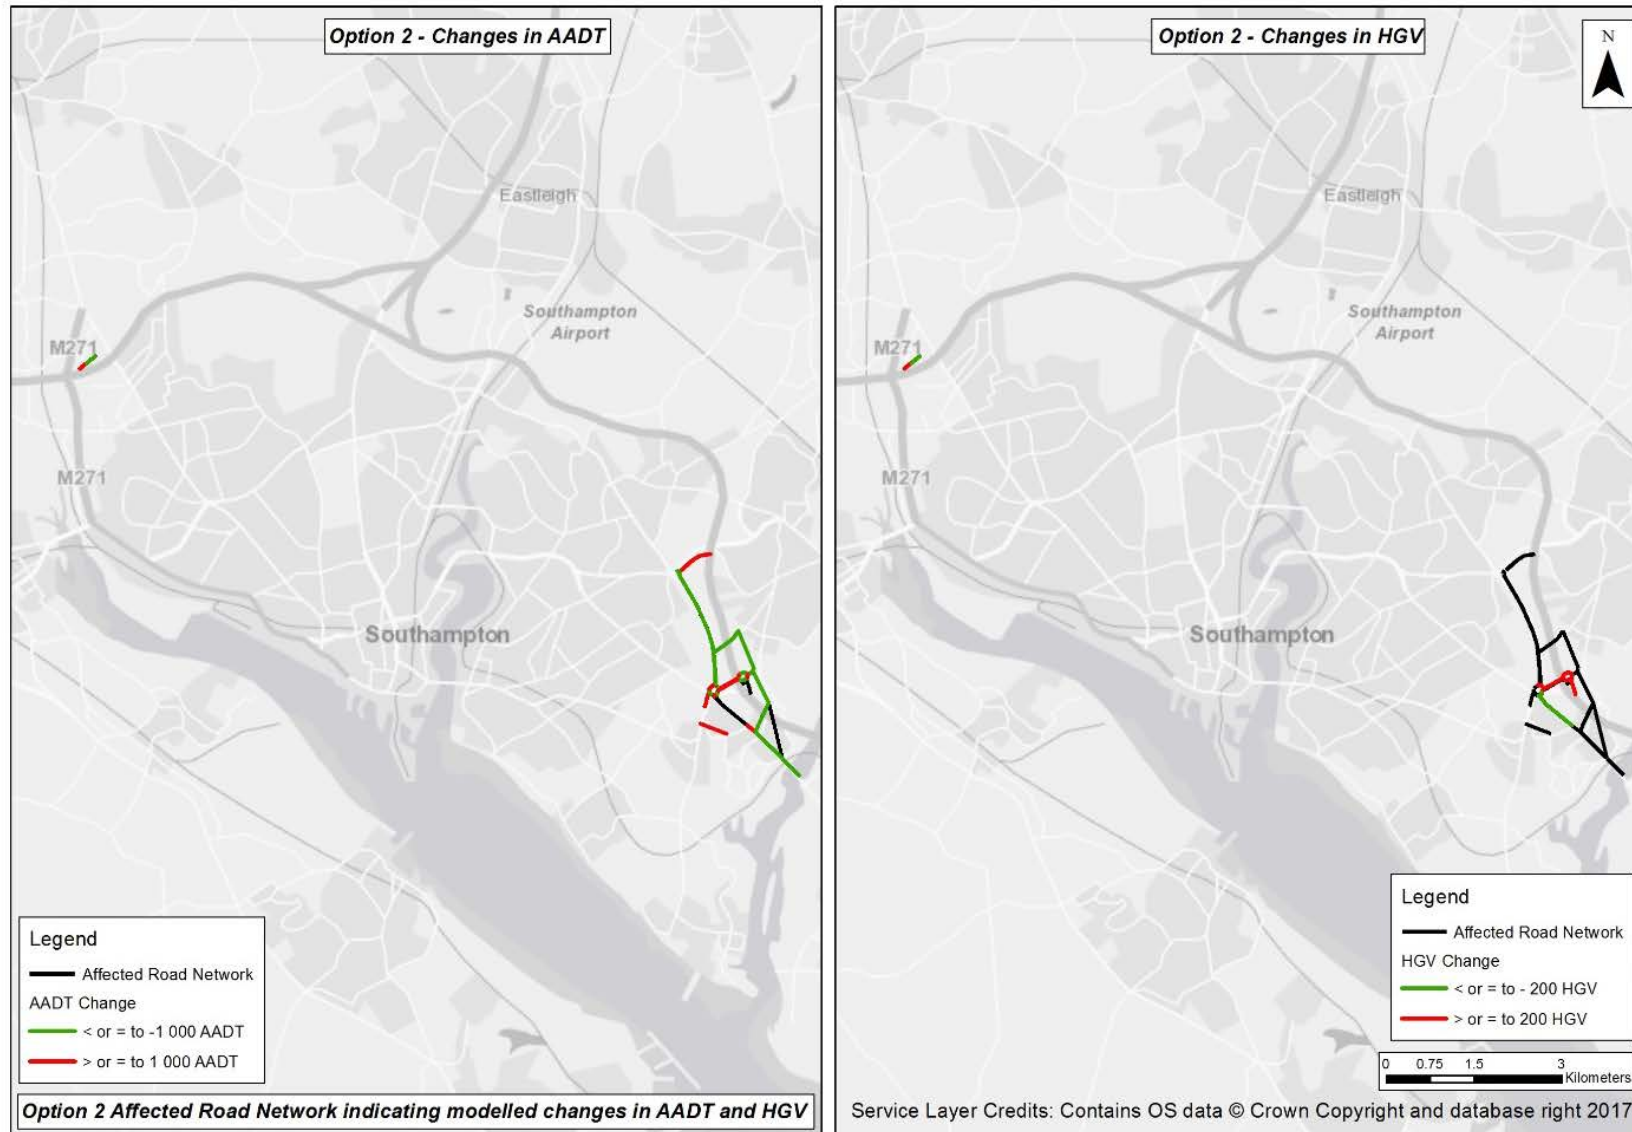 Option 2 - Changes in AADT
Eastleigh
Southampton
Airport
M271
M271
Southampton
Legend
Affected Road Network
AADT Change
< or = to -1 000 AADT
> or = to 1 000 AADT
Option 2 Affected Road Network indicating modelled changes in AADT and HGV
Option 2 - Changes in HGV
N
Eastleigh
Southampton
Airport
M271
M271
Southampton
Legend
Affected Road Network
HGV Change
< or = to - 200 HGV
> or = to 200 HGV
0 0.75 1.5 3
Kilometers
Service Layer Credits: Contains OS data © Crown Copyright and database right 2017